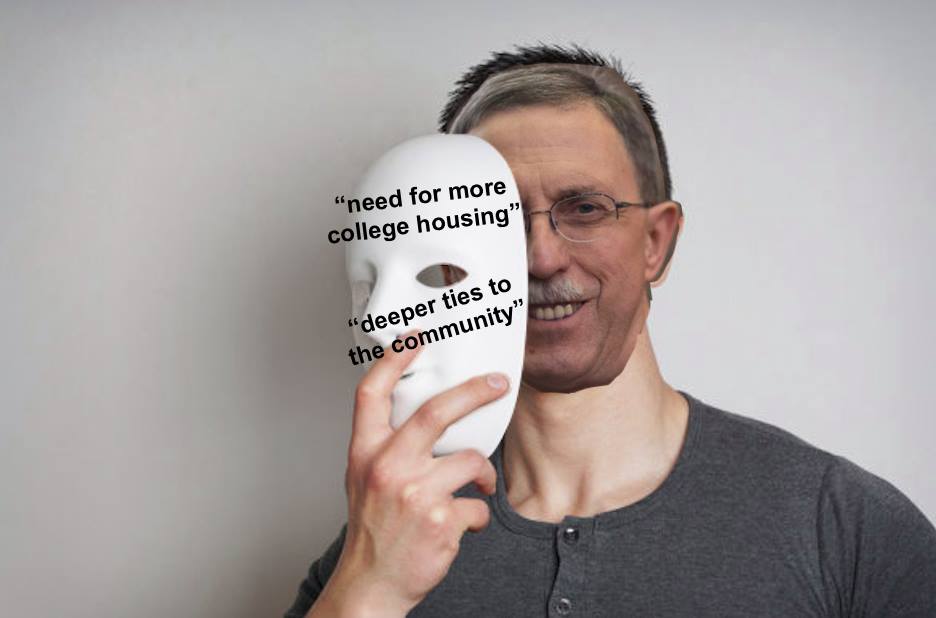 “need for more
college housing”
“deeper ties to
the community”